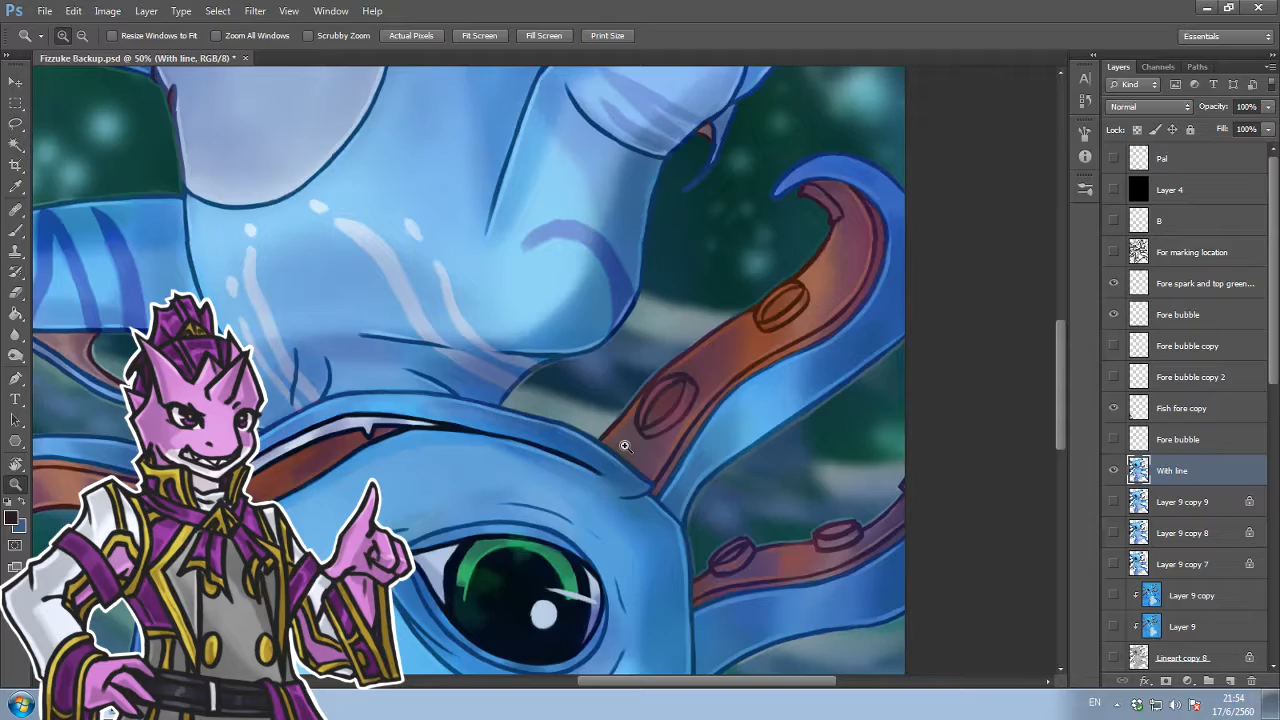 Ps File Edit Image Layer Type Select Filter View Window Help
Resize Windows to Fit Zoom All Windows Scrubby Zoom Actual Pixels Fit Screen Fill Screen Print Size Essentials
Fizzuke Backup.psd @ 50% (With line, RGB/8) * ×
Layers Channels Paths
Kind
Normal Opacity: 100%
Lock: Fill: 100%
Pal
Layer 4
B
For marking location
Fore spark and top green...
Fore bubble
Fore bubble copy
Fore bubble copy 2
Fish fore copy
Fore bubble
With line
Layer 9 copy 9
Layer 9 copy 8
Layer 9 copy 7
Layer 9 copy
Layer 9
EN 21:54
17/6/2560